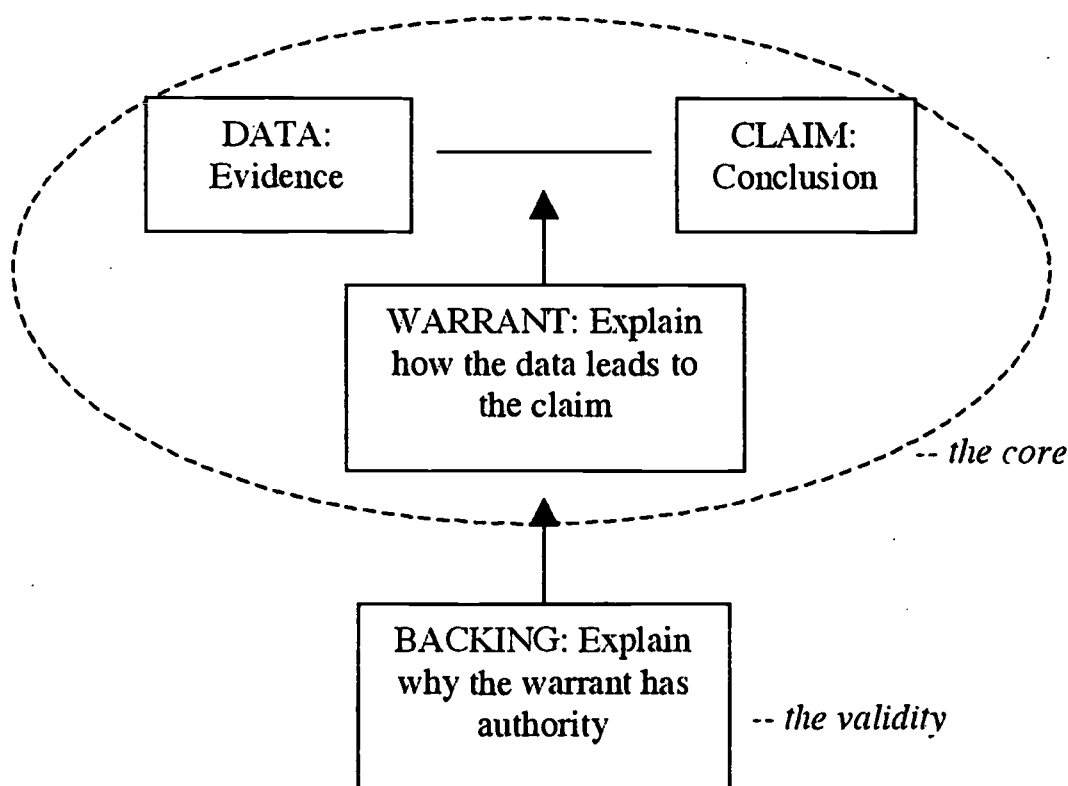 DATA:
Evidence
CLAIM:
Conclusion
WARRANT: Explain
how the data leads to
the claim
-- the core
BACKING: Explain
why the warrant has
authority
-- the validity